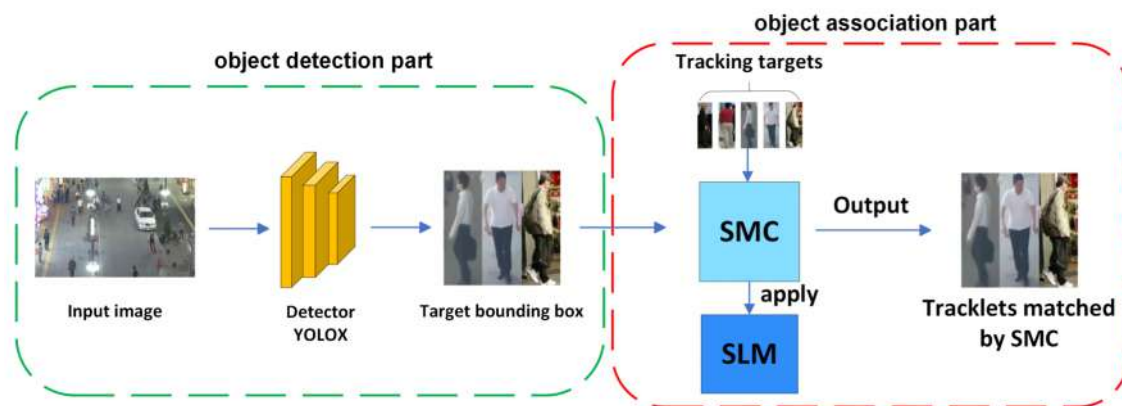 object detection part
Input image
Detector
YOLOX
Target bounding box
object association part
Tracking targets
SMC
apply
SLM
Output
Tracklets matched
by SMC